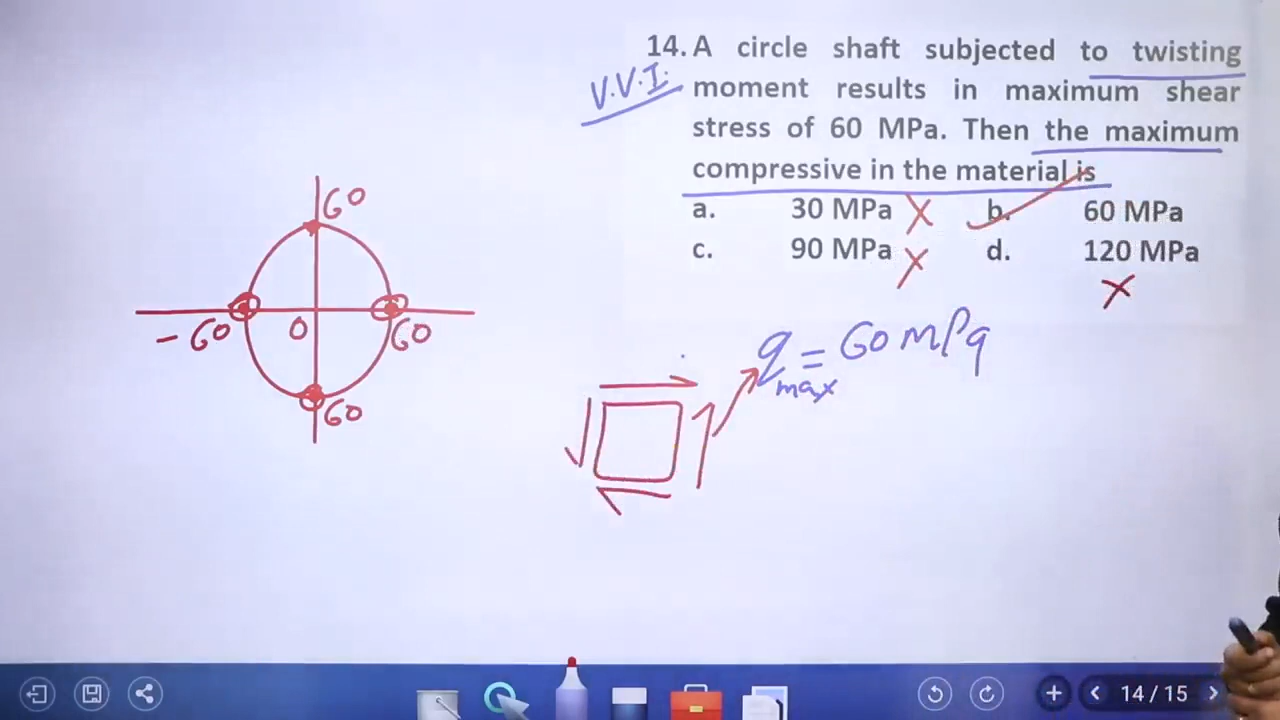 14. A circle shaft subjected to twisting
V.V.I.
moment results in maximum shear
stress of 60 MPa. Then the maximum
compressive in the material is
a. 30 MPa b. 60 MPa
c. 90 MPa d. 120 MPa
60
-60 0 60
60
q max = 60 MPa
14 / 15